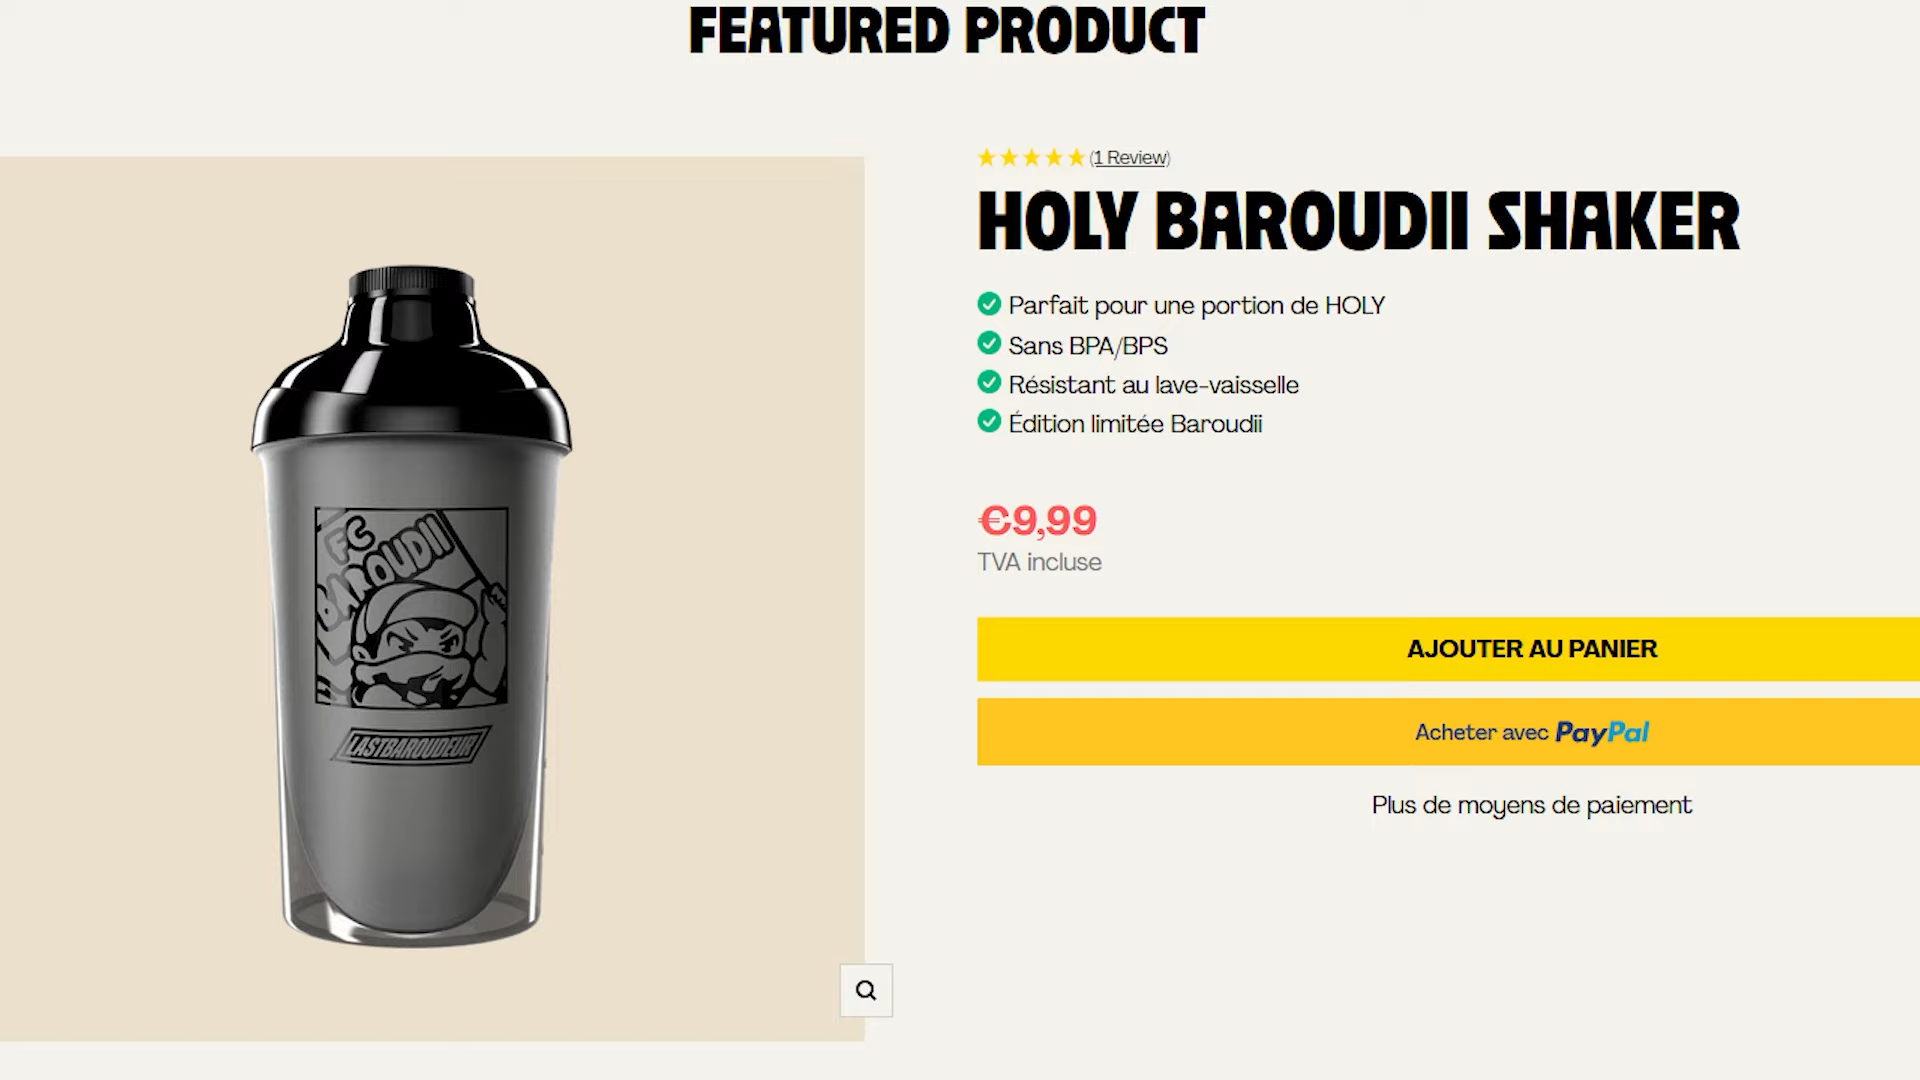 FEATURED PRODUCT
(1 Review)
HOLY BAROUDII SHAKER
Parfait pour une portion de HOLY
Sans BPA/BPS
Résistant au lave-vaisselle
Édition limitée Baroudii
€9,99
TVA incluse
AJOUTER AU PANIER
Acheter avec PayPal
Plus de moyens de paiement
FC
BAROUDII
LASTBAROUDEUR